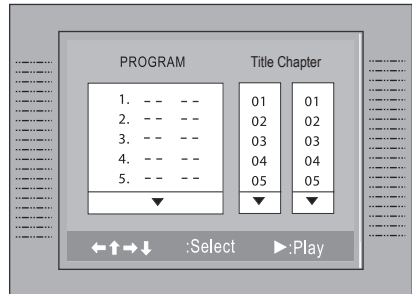 PROGRAM Title Chapter
1. -- -- 01 01
2. -- -- 02 02
3. -- -- 03 03
4. -- -- 04 04
5. -- -- 05 05
▼ ▼ ▼
←↑→↓ :Select ►:Play